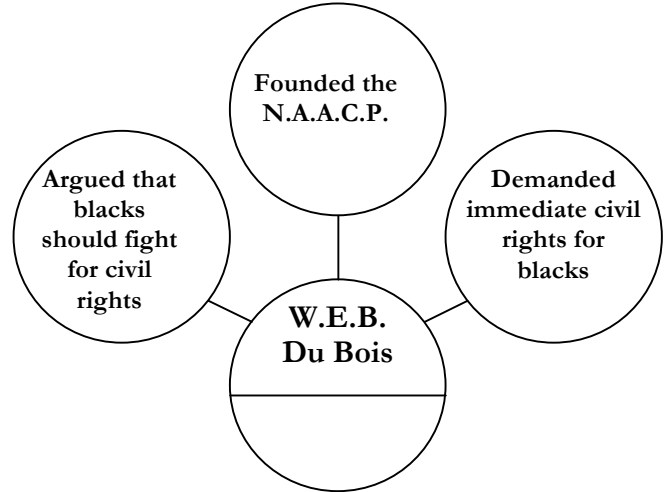 Founded the
N.A.A.C.P.
Argued that
blacks
should fight
for civil
rights
Demanded
immediate civil
rights for
blacks
W.E.B.
Du Bois